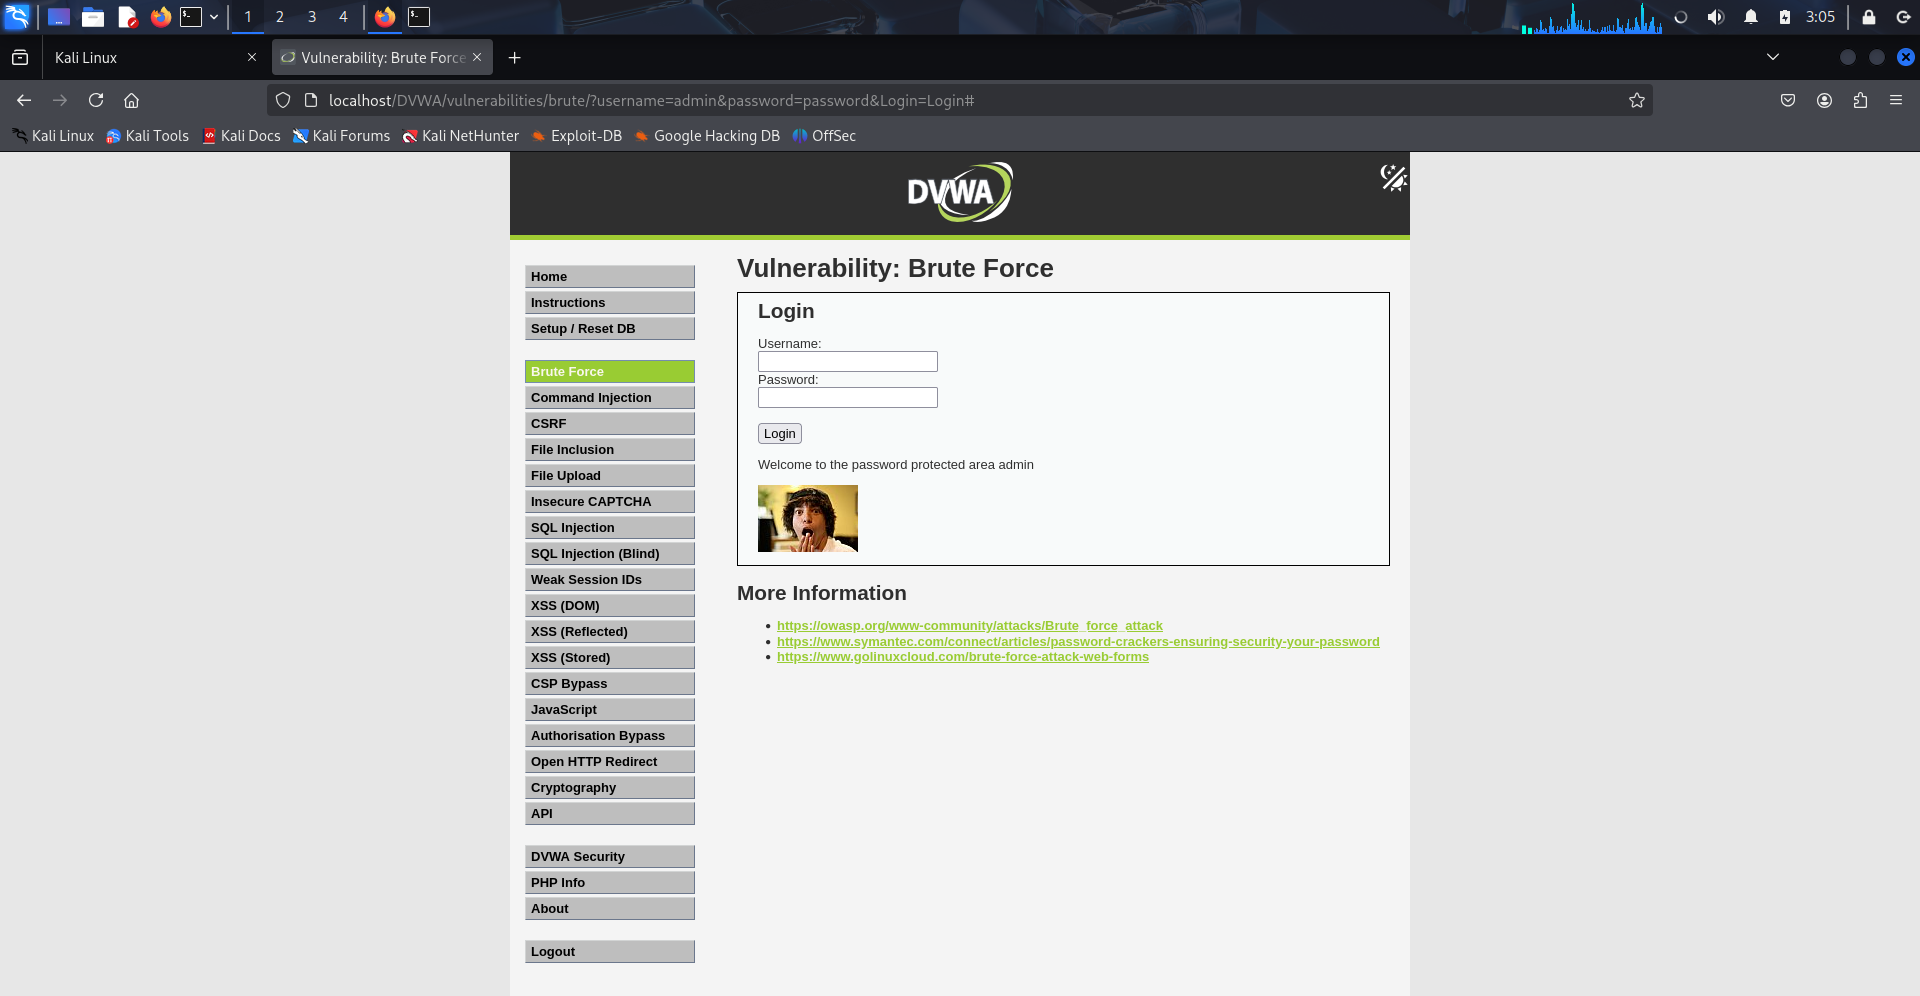 1 2 3 4 3:05
Kali Linux Vulnerability: Brute Force
localhost/DVWA/vulnerabilities/brute/?username=admin&password=password&Login=Login#
Kali Linux Kali Tools Kali Docs Kali Forums Kali NetHunter Exploit-DB Google Hacking DB OffSec
DVWA
Home
Instructions
Setup / Reset DB
Brute Force
Command Injection
CSRF
File Inclusion
File Upload
Insecure CAPTCHA
SQL Injection
SQL Injection (Blind)
Weak Session IDs
XSS (DOM)
XSS (Reflected)
XSS (Stored)
CSP Bypass
JavaScript
Authorisation Bypass
Open HTTP Redirect
Cryptography
API
DVWA Security
PHP Info
About
Logout
Vulnerability: Brute Force
Login
Username:
Password:
Login
Welcome to the password protected area admin
More Information
https://owasp.org/www-community/attacks/Brute_force_attack
https://www.symantec.com/connect/articles/password-crackers-ensuring-security-your-password
https://www.golinuxcloud.com/brute-force-attack-web-forms